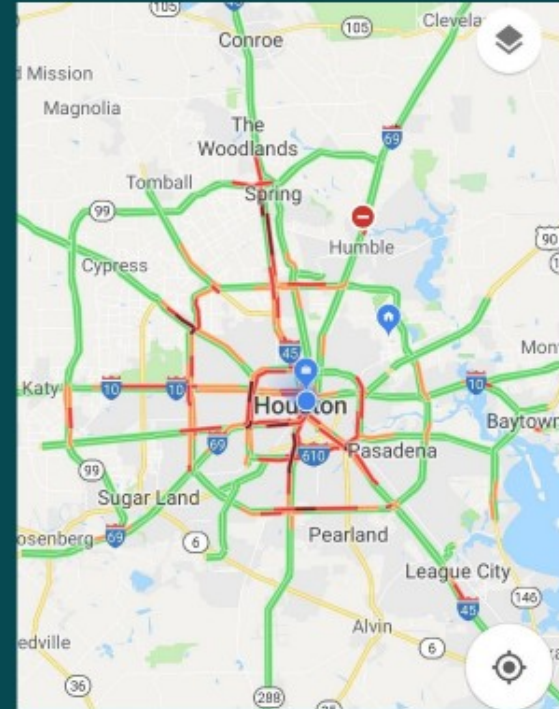 105
Clevela
Conroe
105
d Mission
Magnolia
The
Woodlands
69
Tomball
Spring
99
Humble
90
Cypress
45
Mont
Katy
10
10
10
Houston
Baytown
69
610
Pasadena
99
Sugar Land
osenberg
69
6
Pearland
League City
45
146
edville
Alvin
6
36
288